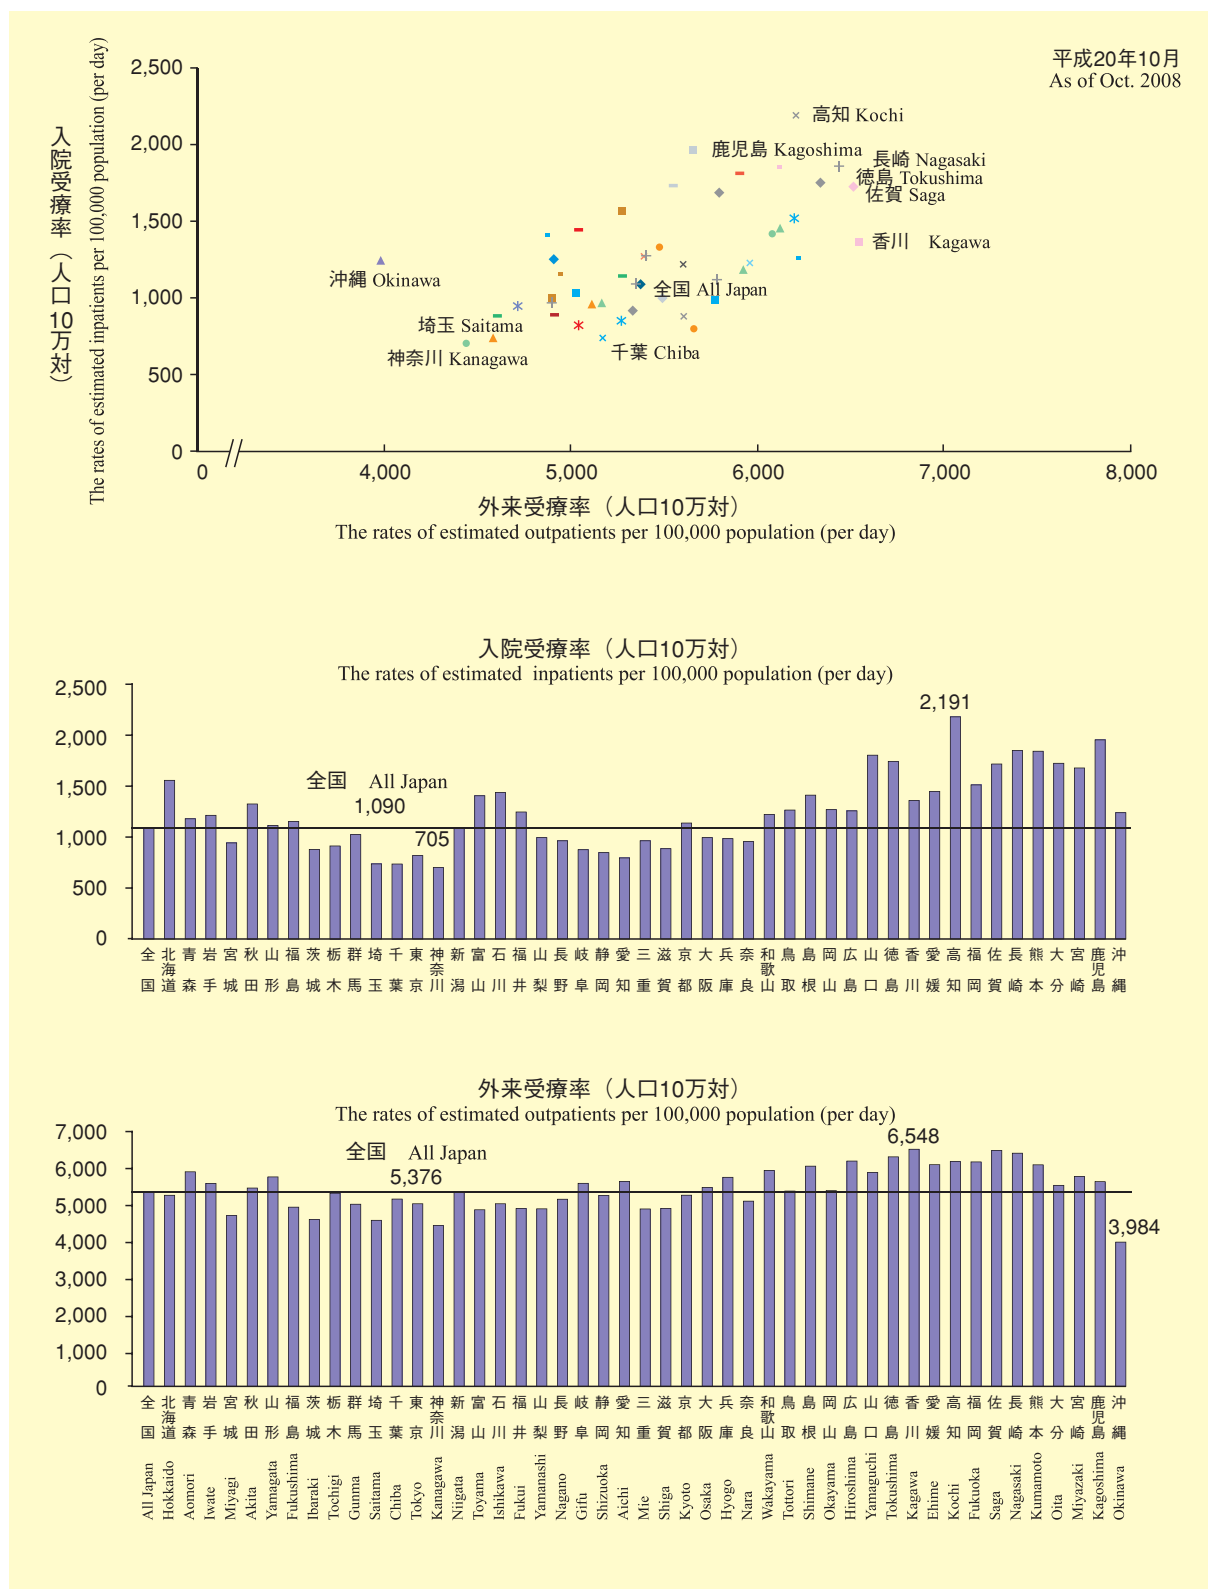 平成20年10月
As of Oct. 2008
入院受療率（人口10万対）
The rates of estimated inpatients per 100,000 population (per day)
2,500
2,000
1,500
1,000
500
0
高知 Kochi
鹿児島 Kagoshima
長崎 Nagasaki
徳島 Tokushima
佐賀 Saga
香川 Kagawa
沖縄 Okinawa
全国 All Japan
埼玉 Saitama
千葉 Chiba
神奈川 Kanagawa
0 4,000 5,000 6,000 7,000 8,000
外来受療率（人口10万対）
The rates of estimated outpatients per 100,000 population (per day)
入院受療率（人口10万対）
The rates of estimated inpatients per 100,000 population (per day)
2,500
2,000
1,500
1,000
500
0
2,191
全国 All Japan
1,090
705
全国 北海道 青森 岩手 宮城 秋田 山形 福島 茨城 栃木 群馬 埼玉 千葉 東京 神奈川 新潟 富山 石川 福井 山梨 長野 岐阜 静岡 愛知 三重 滋賀 京都 大阪 兵庫 奈良 和歌山 鳥取 島根 岡山 広島 山口 徳島 香川 愛媛 高知 福岡 佐賀 長崎 熊本 大分 宮崎 鹿児島 沖縄
外来受療率（人口10万対）
The rates of estimated outpatients per 100,000 population (per day)
7,000
6,000
5,000
4,000
3,000
2,000
1,000
0
全国 All Japan
5,376
6,548
3,984
全国 北海道 青森 岩手 宮城 秋田 山形 福島 茨城 栃木 群馬 埼玉 千葉 東京 神奈川 新潟 富山 石川 福井 山梨 長野 岐阜 静岡 愛知 三重 滋賀 京都 大阪 兵庫 奈良 和歌山 鳥取 島根 岡山 広島 山口 徳島 香川 愛媛 高知 福岡 佐賀 長崎 熊本 大分 宮崎 鹿児島 沖縄
All Japan Hokkaido Aomori Iwate Miyagi Akita Yamagata Fukushima Ibaraki Tochigi Gunma Saitama Chiba Tokyo Kanagawa Niigata Toyama Ishikawa Fukui Yamanashi Nagano Gifu Shizuoka Aichi Mie Shiga Kyoto Osaka Hyogo Nara Wakayama Tottori Shimane Okayama Hiroshima Yamaguchi Tokushima Kagawa Ehime Kochi Fukuoka Saga Nagasaki Kumamoto Oita Miyazaki Kagoshima Okinawa